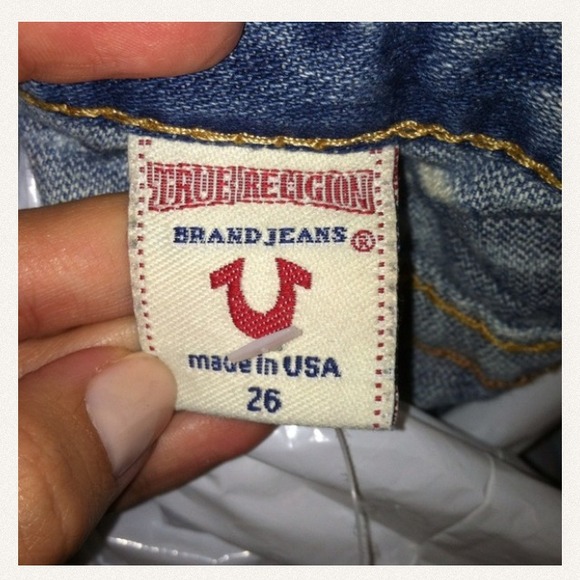 TRUE RELIGION
BRAND JEANS ®
made in USA
26